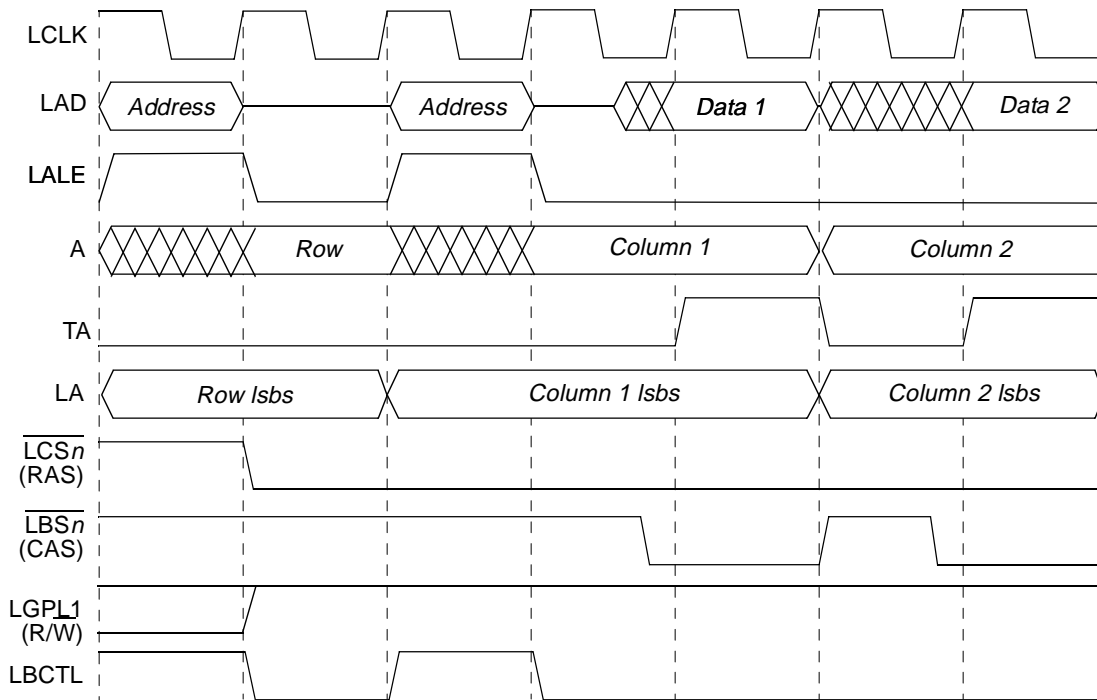 LCLK
LAD Address Address Data 1 Data 2
LALE
A Row Column 1 Column 2
TA
LA Row lsbs Column 1 lsbs Column 2 lsbs
LCSn
(RAS)
LBSn
(CAS)
LGPL1
(R/W)
LBCTL